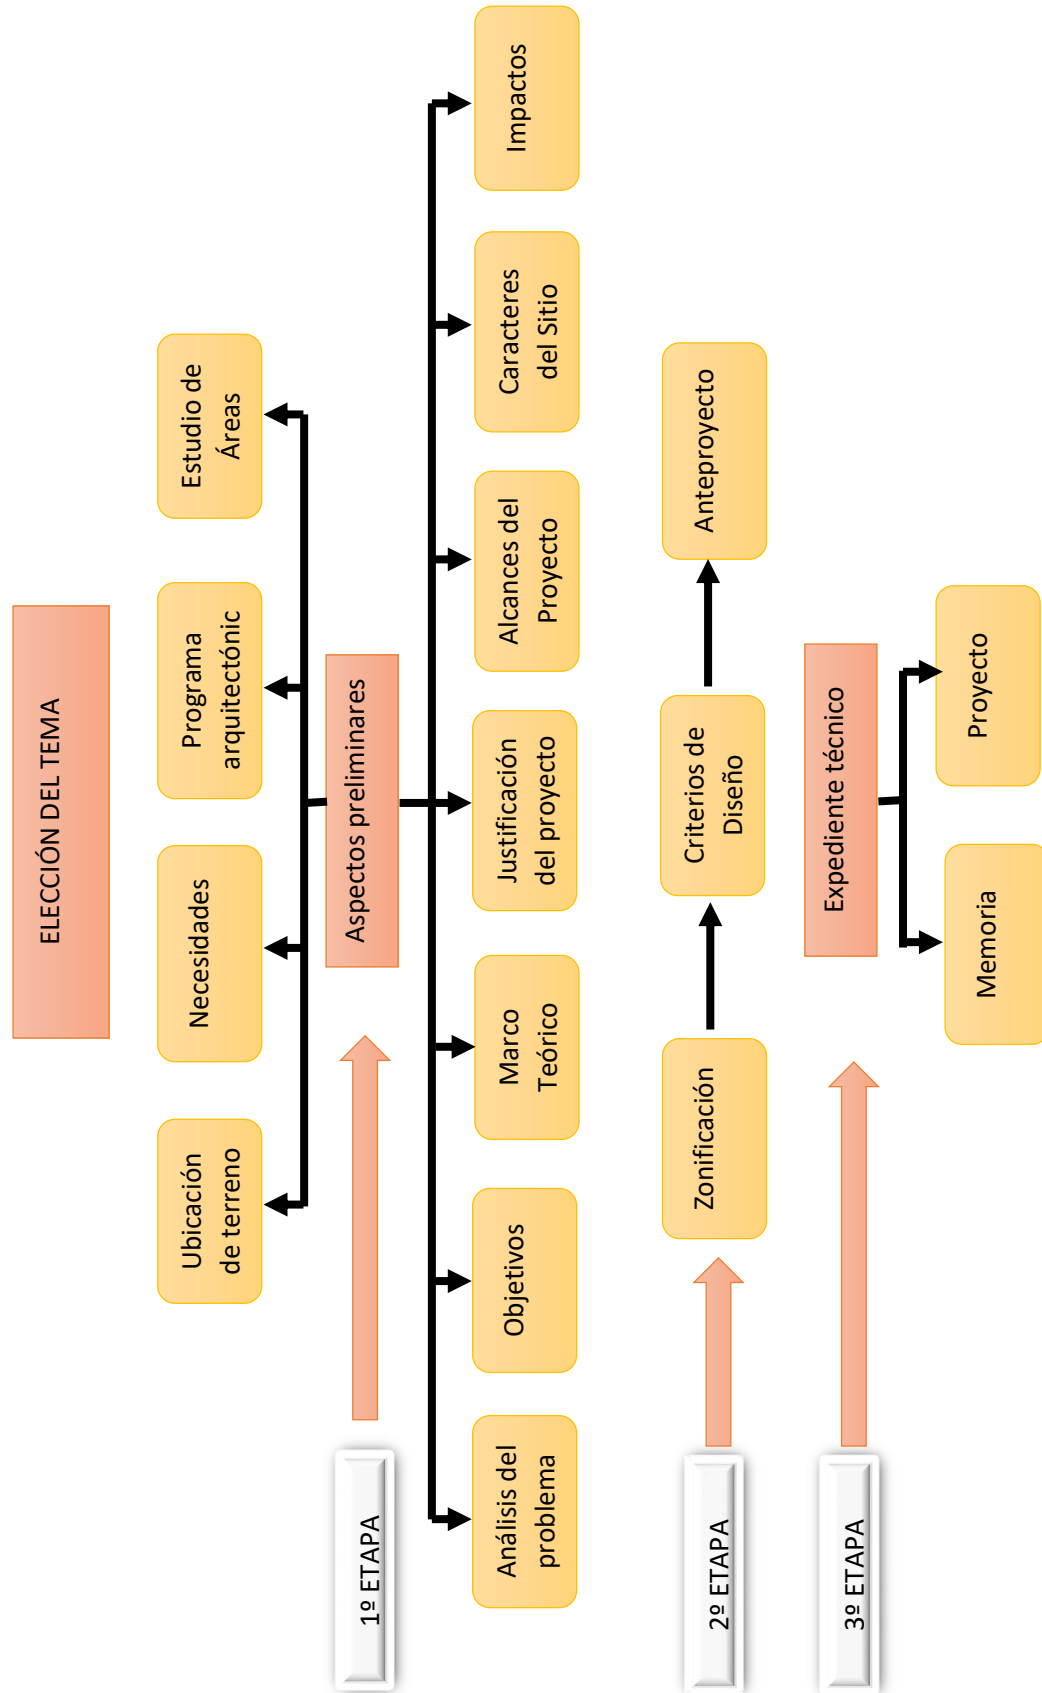 ELECCIÓN DEL TEMA
Ubicación
de terreno
Necesidades
Programa
arquitectónic
Estudio de
Áreas
1º ETAPA
Aspectos preliminares
Análisis del
problema
Objetivos
Marco
Teórico
Justificación
del proyecto
Alcances del
Proyecto
Caracteres
del Sitio
Impactos
2º ETAPA
Zonificación
Criterios de
Diseño
Anteproyecto
3º ETAPA
Expediente técnico
Memoria
Proyecto